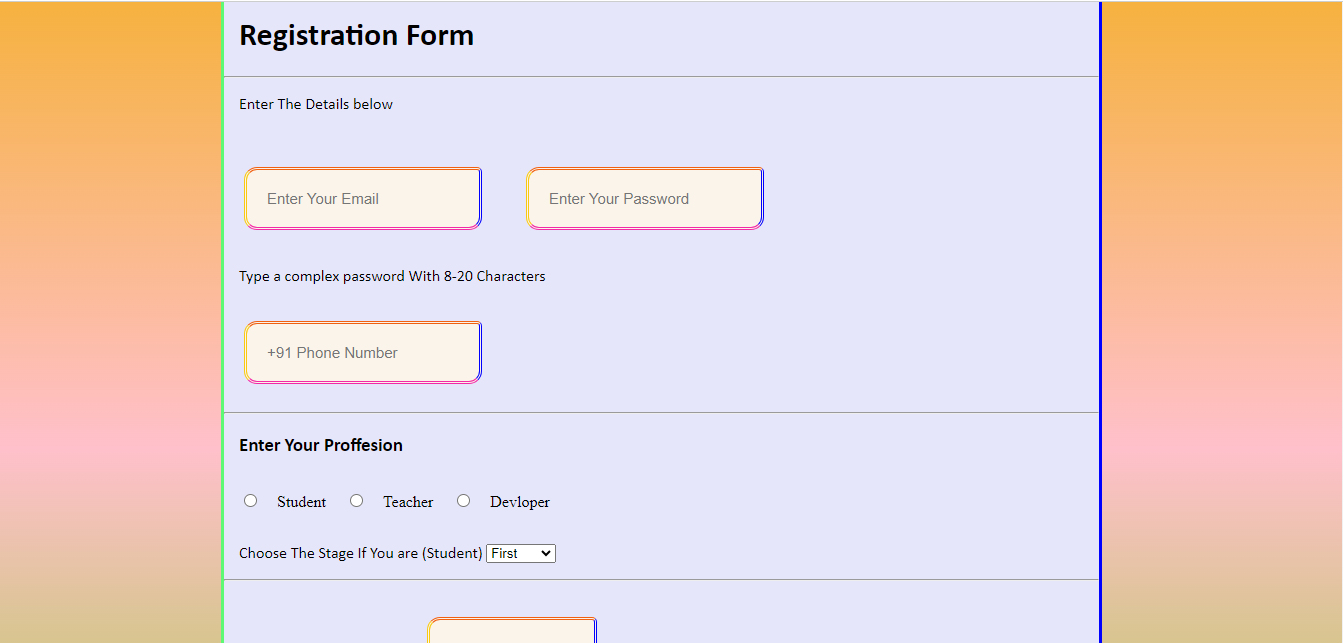 Registration Form
Enter The Details below
Enter Your Email Enter Your Password
Type a complex password With 8-20 Characters
+91 Phone Number
Enter Your Proffesion
Student Teacher Devloper
Choose The Stage If You are (Student) First